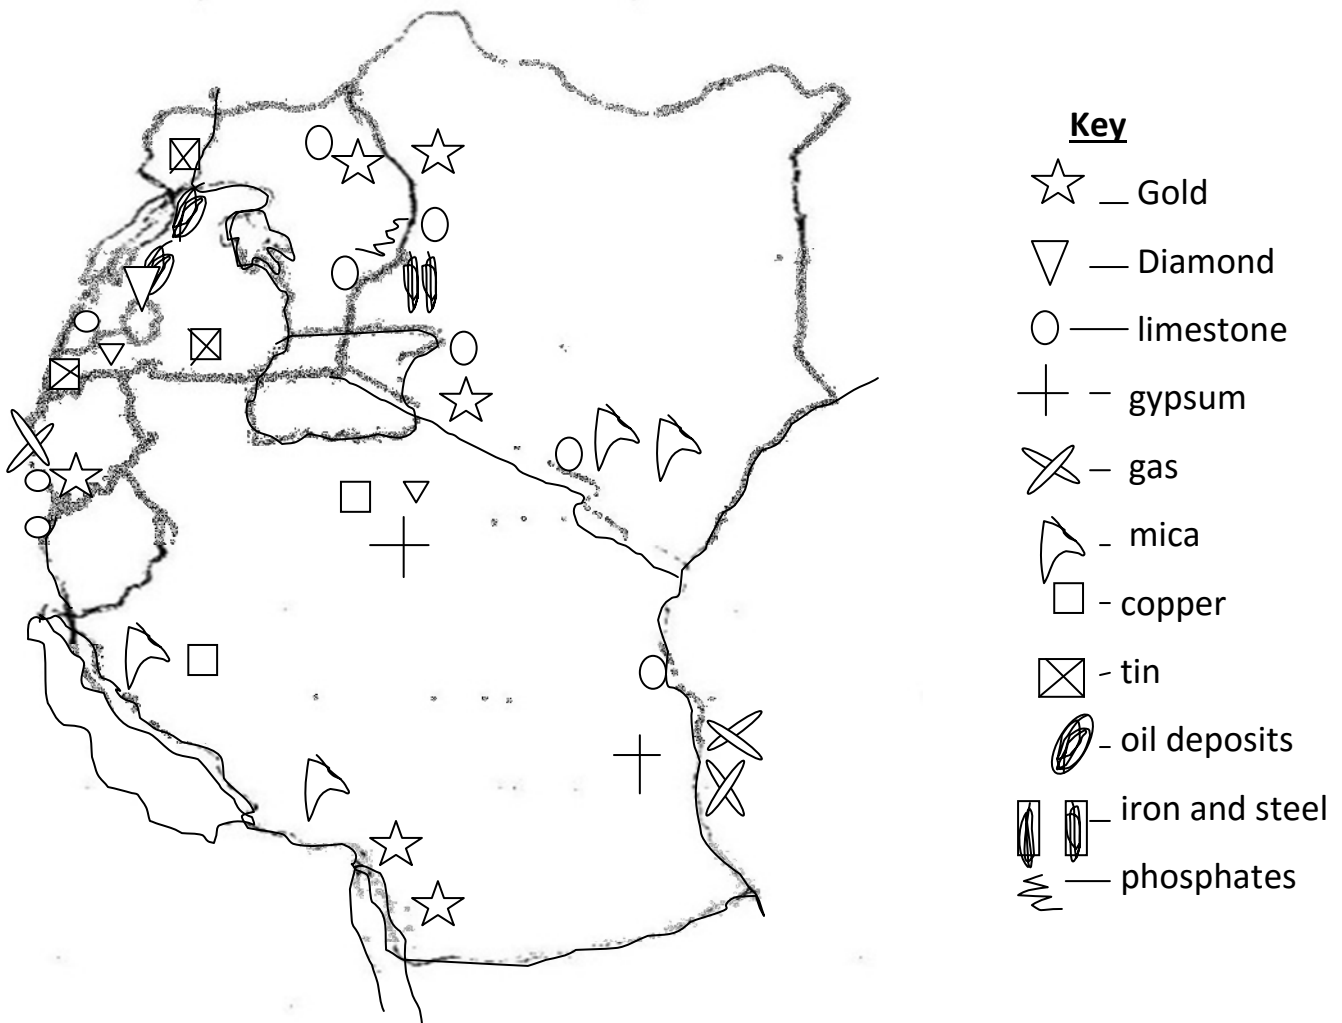 Key
Gold
Diamond
limestone
gypsum
gas
mica
copper
tin
oil deposits
iron and steel
phosphates